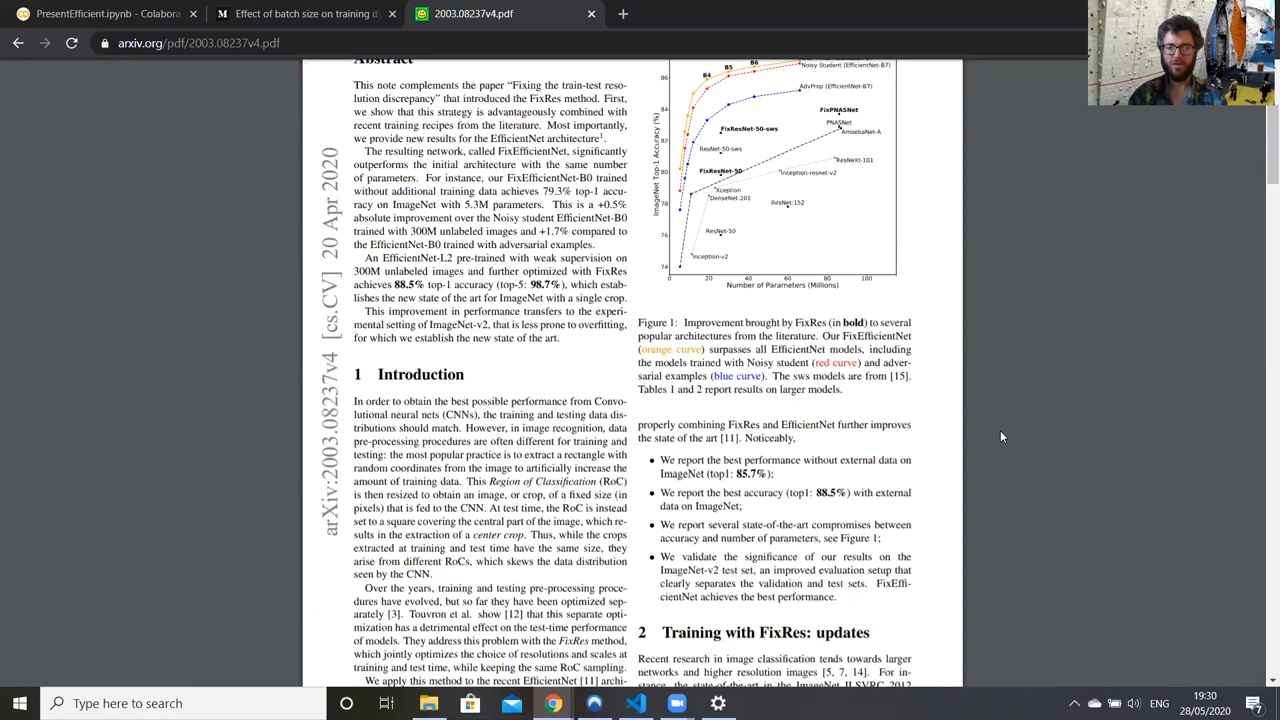 PresentEfficient.ipynb - Colabora
ResNet batch size on training sp
2003.08237v4.pdf
arxiv.org/pdf/2003.08237v4.pdf
Abstract
This note complements the paper “Fixing the train-test reso-
lution discrepancy” that introduced the FixRes method. First,
we show that this strategy is advantageously combined with
recent training recipes from the literature. Most importantly,
we provide new results for the EfficientNet architecture1.
The resulting network, called FixEfficientNet, significantly
outperforms the initial architecture with the same number
of parameters. For instance, our FixEfficientNet-B0 trained
without additional training data achieves 79.3% top-1 accu-
racy on ImageNet with 5.3M parameters. This is a +0.5%
absolute improvement over the Noisy student EfficientNet-B0
trained with 300M unlabeled images and +1.7% compared to
the EfficientNet-B0 trained with adversarial examples.
An EfficientNet-L2 pre-trained with weak supervision on
300M unlabeled images and further optimized with FixRes
achieves 88.5% top-1 accuracy (top-5: 98.7%), which estab-
lishes the new state of the art for ImageNet with a single crop.
This improvement in performance transfers to the experi-
mental setting of ImageNet-v2, that is less prone to overfitting,
for which we establish the new state of the art.
1 Introduction
In order to obtain the best possible performance from Convo-
lutional neural nets (CNNs), the training and testing data dis-
tributions should match. However, in image recognition, data
pre-processing procedures are often different for training and
testing: the most popular practice is to extract a rectangle with
random coordinates from the image to artificially increase the
amount of training data. This Region of Classification (RoC)
is then resized to obtain an image, or crop, of a fixed size (in
pixels) that is fed to the CNN. At test time, the RoC is instead
set to a square covering the central part of the image, which re-
sults in the extraction of a center crop. Thus, while the crops
extracted at training and test time have the same size, they
arise from different RoCs, which skews the data distribution
seen by the CNN.
Over the years, training and testing pre-processing proce-
dures have evolved, but so far they have been optimized sep-
arately [3]. Touvron et al. show [12] that this separate opti-
mization has a detrimental effect on the test-time performance
of models. They address this problem with the FixRes method,
which jointly optimizes the choice of resolutions and scales at
training and test time, while keeping the same RoC sampling.
We apply this method to the recent EfficientNet [11] archi-
arXiv:2003.08237v4 [cs.CV] 20 Apr 2020
ImageNet Top-1 Accuracy (%)
86
84
82
80
78
76
74
B4
B5
B6
Noisy Student (EfficientNet-B7)
AdvProp (EfficientNet-B7)
FixPNASNet
PNASNet
FixResNet-50-sws
AmoebaNet-A
ResNet-50-sws
ResNeXt-101
FixResNet-50
Inception-resnet-v2
Xception
DenseNet-201
ResNet-152
ResNet-50
Inception-v2
0 20 40 60 80 100
Number of Parameters (Millions)
Figure 1: Improvement brought by FixRes (in bold) to several
popular architectures from the literature. Our FixEfficientNet
(orange curve) surpasses all EfficientNet models, including
the models trained with Noisy student (red curve) and adver-
sarial examples (blue curve). The sws models are from [15].
Tables 1 and 2 report results on larger models.
properly combining FixRes and EfficientNet further improves
the state of the art [11]. Noticeably,
• We report the best performance without external data on
ImageNet (top1: 85.7%);
• We report the best accuracy (top1: 88.5%) with external
data on ImageNet;
• We report several state-of-the-art compromises between
accuracy and number of parameters, see Figure 1;
• We validate the significance of our results on the
ImageNet-v2 test set, an improved evaluation setup that
clearly separates the validation and test sets. FixEffi-
cientNet achieves the best performance.
2 Training with FixRes: updates
Recent research in image classification tends towards larger
networks and higher resolution images [5, 7, 14]. For in-
stance, the state-of-the-art in the ImageNet ILSVRC 2012
Type here to search
19:30
28/05/2020
7